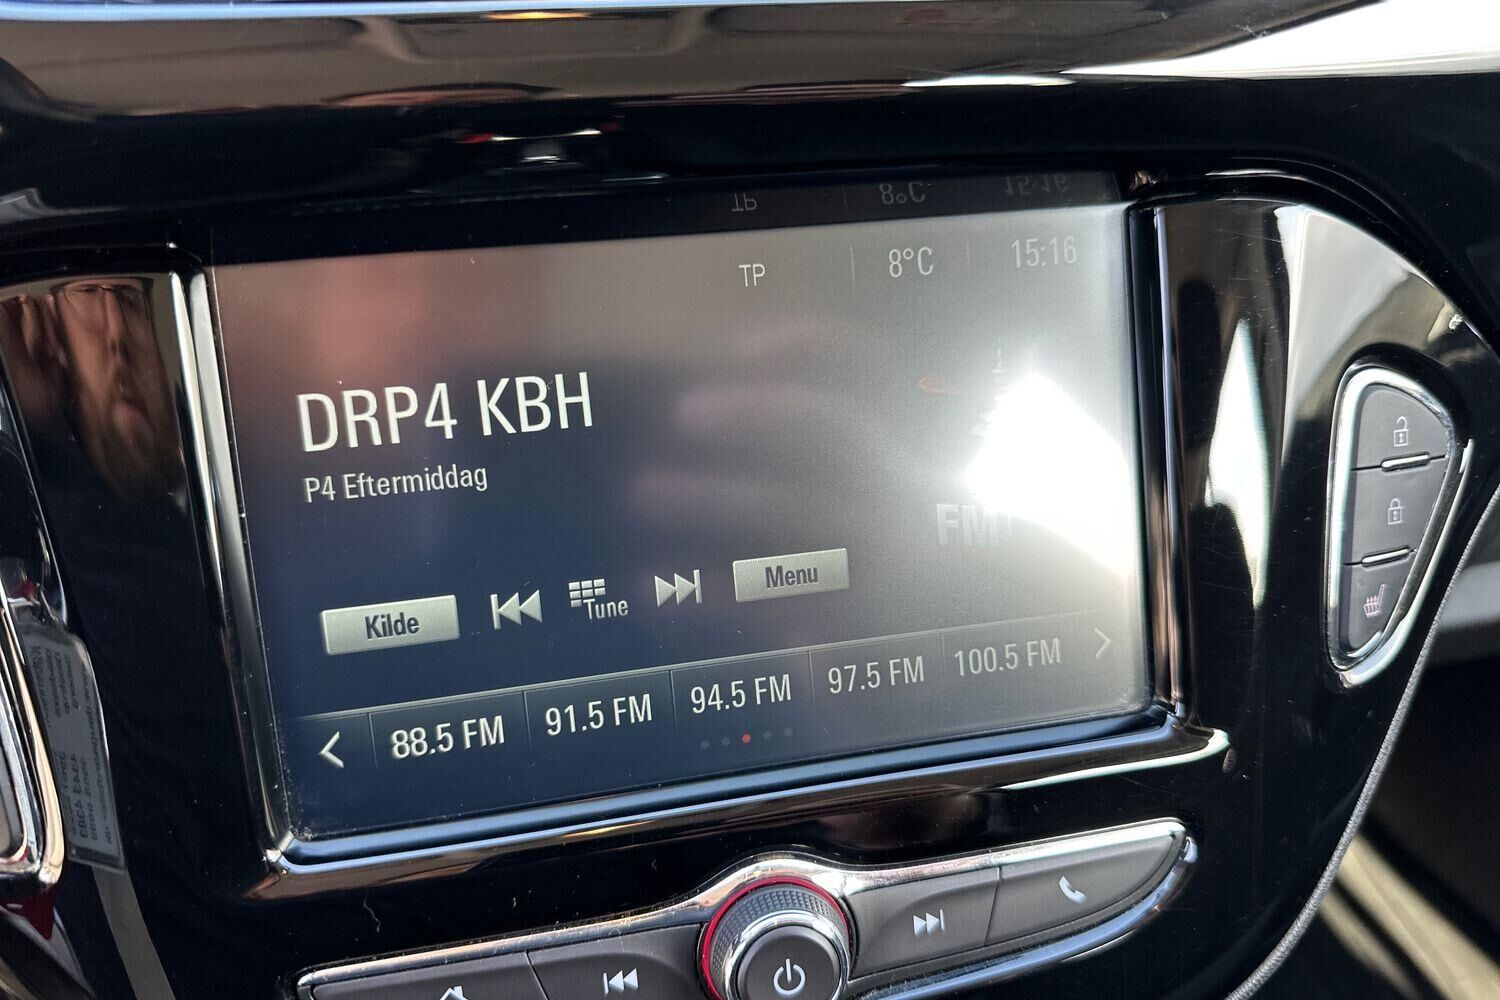 TP 8°C 15:16
DRP4 KBH
P4 Eftermiddag
FM
Kilde Tune Menu
88.5 FM 91.5 FM 94.5 FM 97.5 FM 100.5 FM